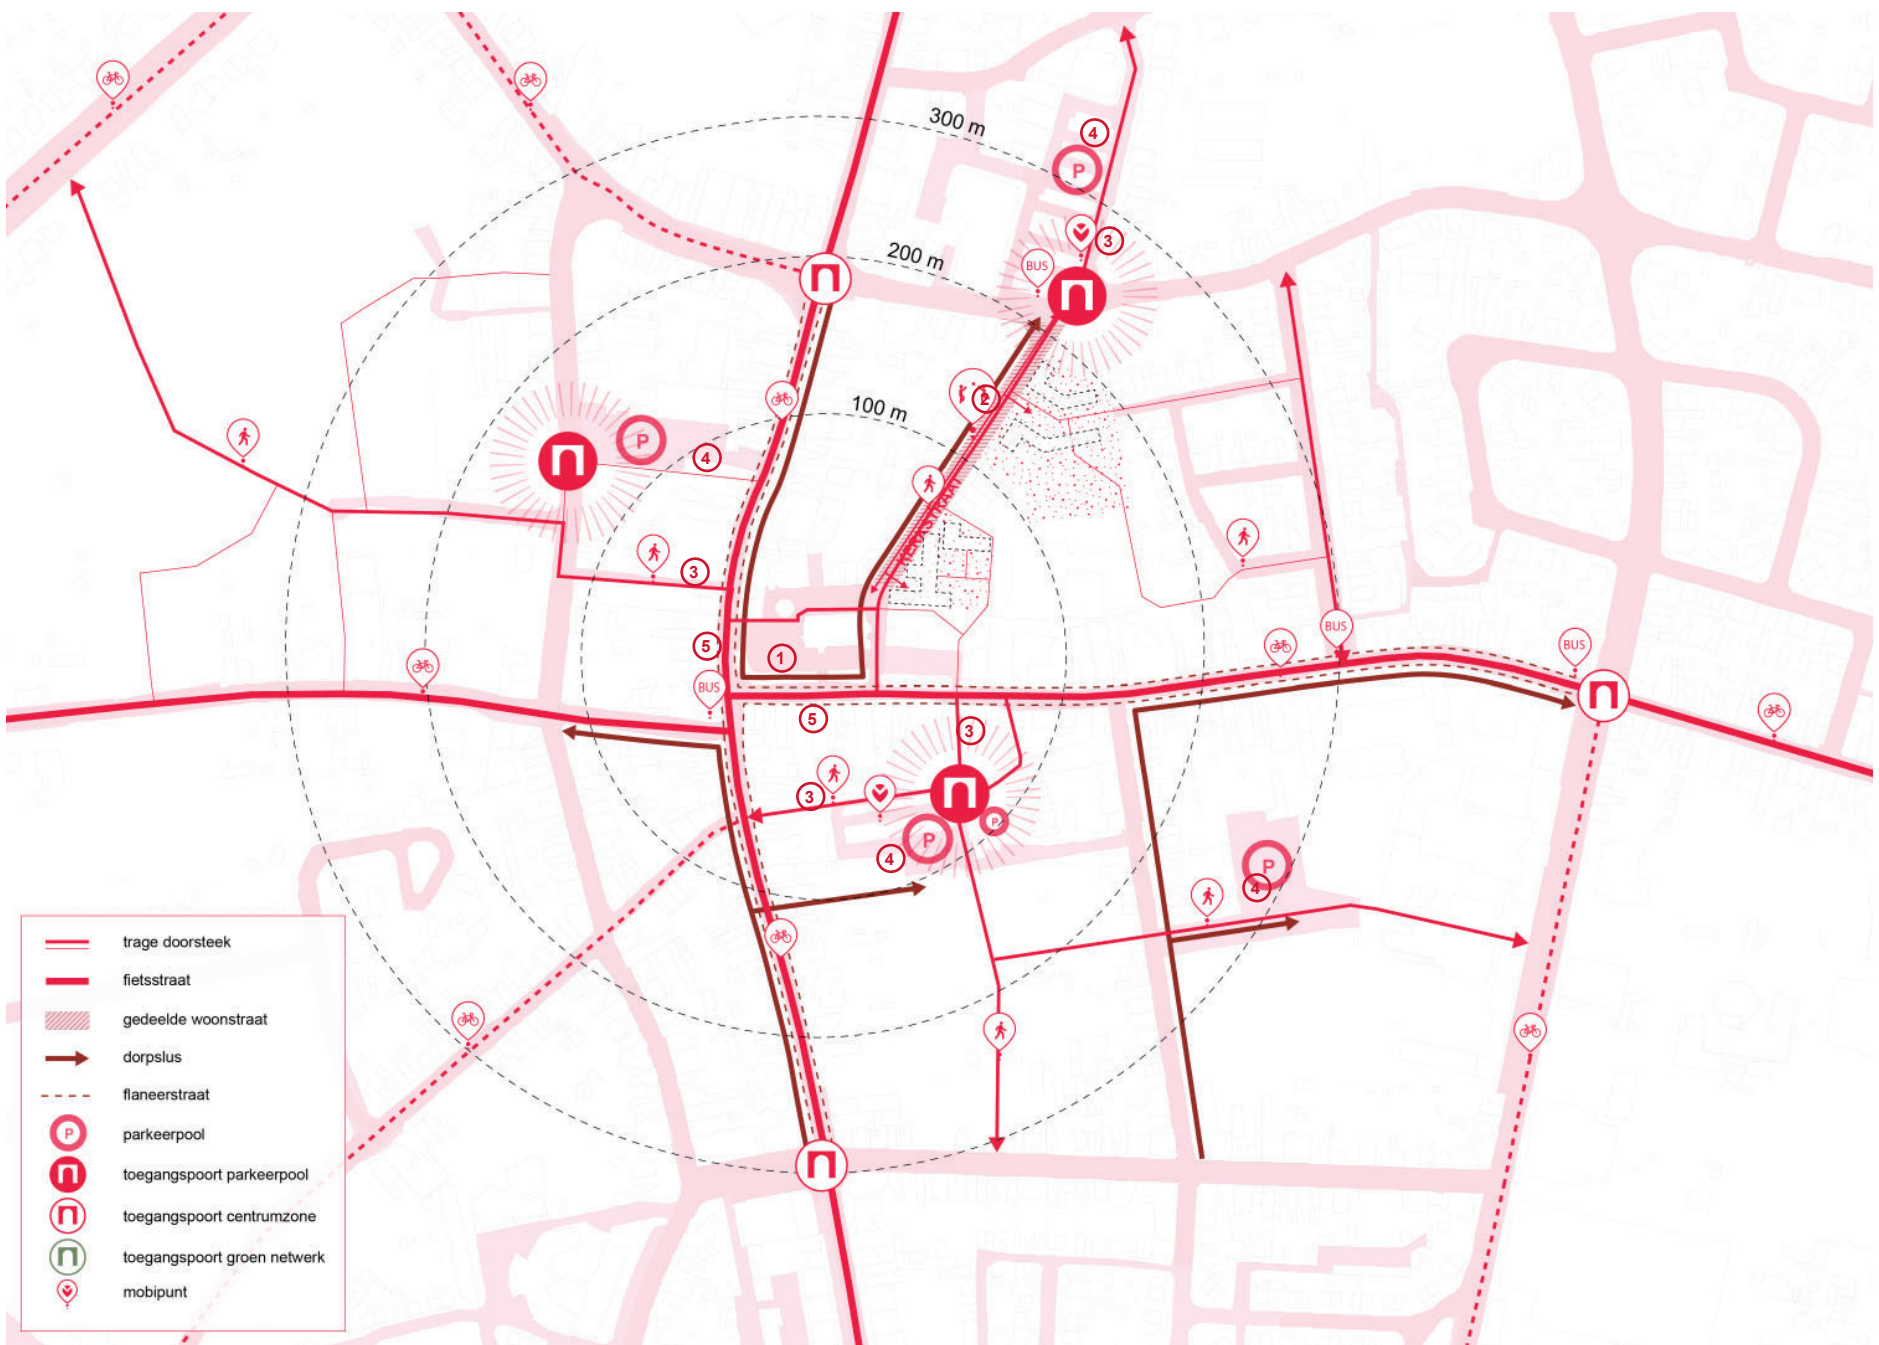 300 m
4
P
3
BUS
200 m
2
100 m
P
4
KERKSTRAAT
3
5
1
BUS
BUS
BUS
5
3
3
P
P
4
P
4
trage doorsteek
fietsstraat
gedeelde woonstraat
dorpslus
flaneerstraat
P
parkeerpool
toegangspoort parkeerpool
toegangspoort centrumzone
toegangspoort groen netwerk
mobipunt